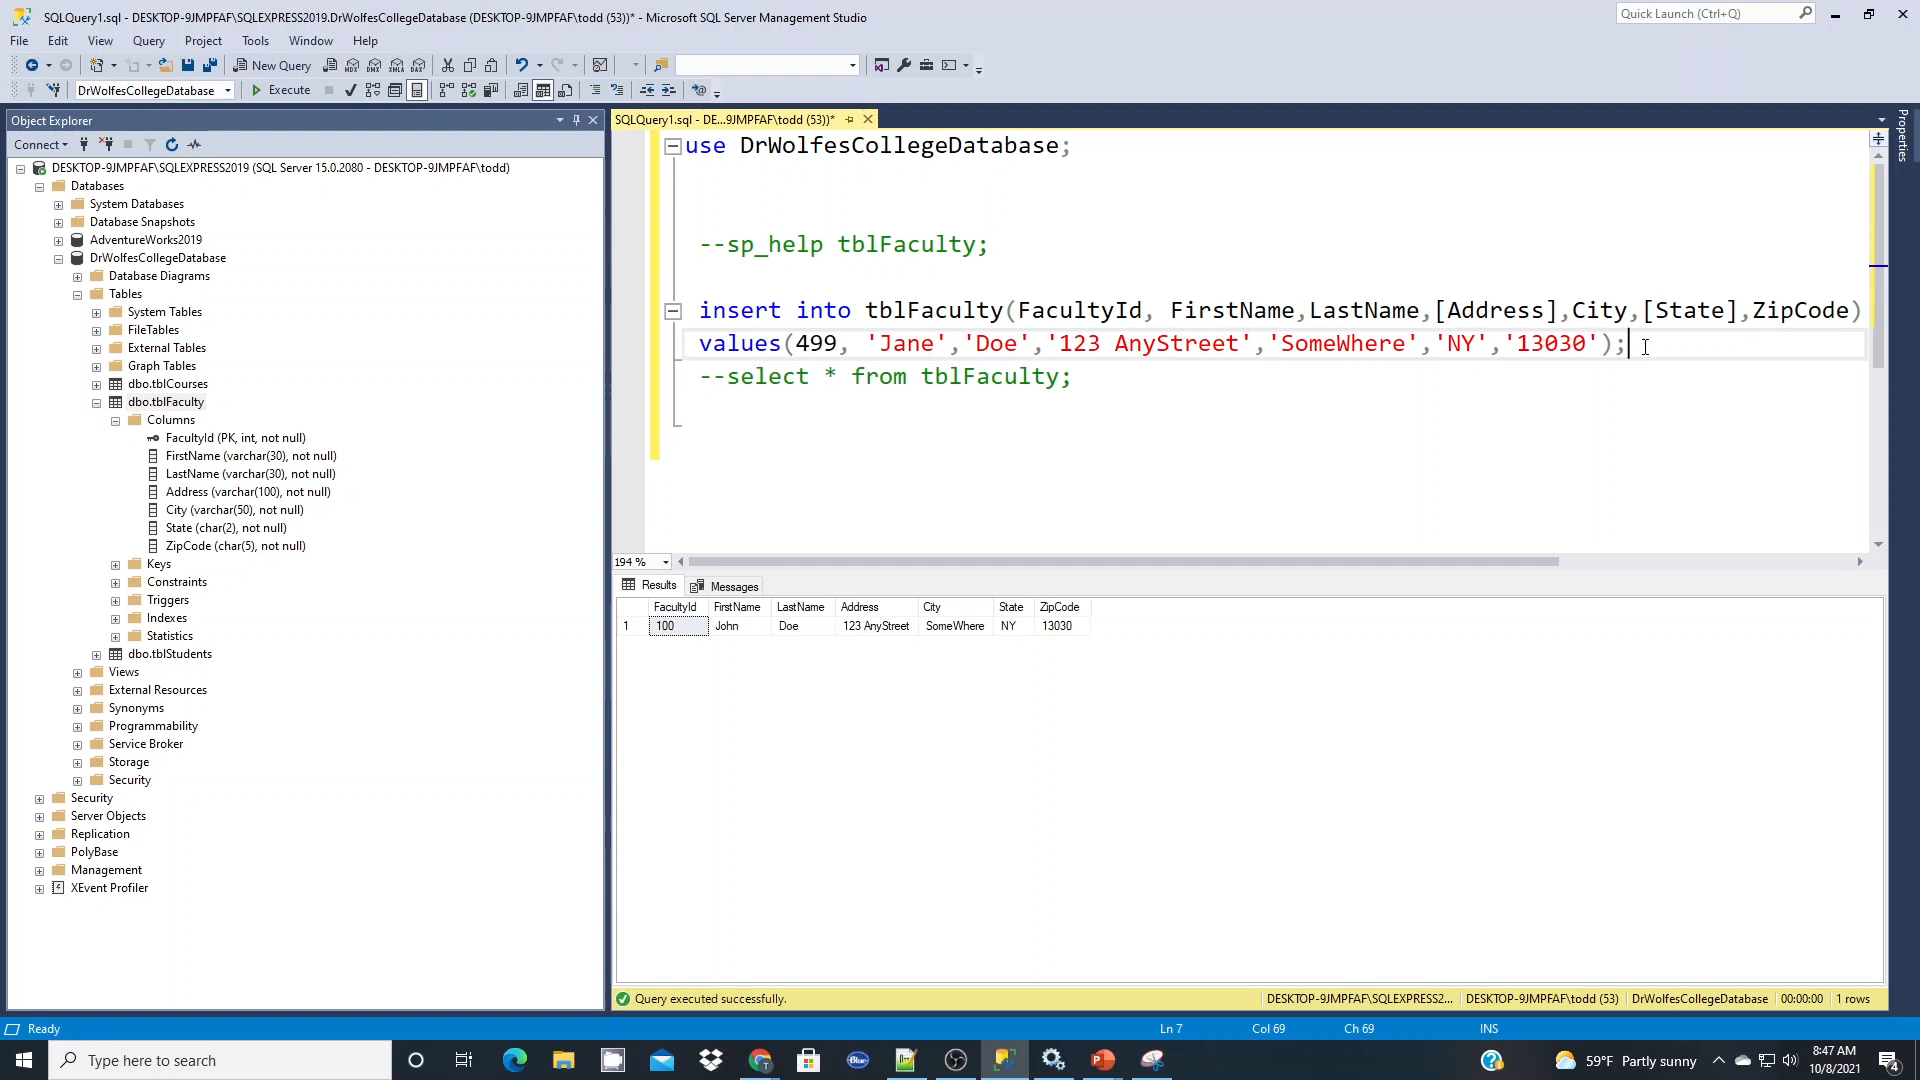 SQLQuery1.sql - DESKTOP-9JMPFAF\SQLEXPRESS2019.DrWolfesCollegeDatabase (DESKTOP-9JMPFAF\todd (53))* - Microsoft SQL Server Management Studio
Quick Launch (Ctrl+Q)
File Edit View Query Project Tools Window Help
New Query
DrWolfesCollegeDatabase
Execute
Object Explorer
Connect
DESKTOP-9JMPFAF\SQLEXPRESS2019 (SQL Server 15.0.2080 - DESKTOP-9JMPFAF\todd)
Databases
System Databases
Database Snapshots
AdventureWorks2019
DrWolfesCollegeDatabase
Database Diagrams
Tables
System Tables
FileTables
External Tables
Graph Tables
dbo.tblCourses
dbo.tblFaculty
Columns
FacultyId (PK, int, not null)
FirstName (varchar(30), not null)
LastName (varchar(30), not null)
Address (varchar(100), not null)
City (varchar(50), not null)
State (char(2), not null)
ZipCode (char(5), not null)
Keys
Constraints
Triggers
Indexes
Statistics
dbo.tblStudents
Views
External Resources
Synonyms
Programmability
Service Broker
Storage
Security
Security
Server Objects
Replication
PolyBase
Management
XEvent Profiler
SQLQuery1.sql - DE...9JMPFAF\todd (53))*
Properties
use DrWolfesCollegeDatabase;
--sp_help tblFaculty;
insert into tblFaculty(FacultyId, FirstName,LastName,[Address],City,[State],ZipCode)
values(499, 'Jane','Doe','123 AnyStreet','SomeWhere','NY','13030');
--select * from tblFaculty;
194 %
Results Messages
FacultyId FirstName LastName Address City State ZipCode
1 100 John Doe 123 AnyStreet SomeWhere NY 13030
Query executed successfully.
DESKTOP-9JMPFAF\SQLEXPRESS2... DESKTOP-9JMPFAF\todd (53) DrWolfesCollegeDatabase 00:00:00 1 rows
Ready
Ln 7 Col 69 Ch 69 INS
Type here to search
59°F Partly sunny
8:47 AM
10/8/2021
4